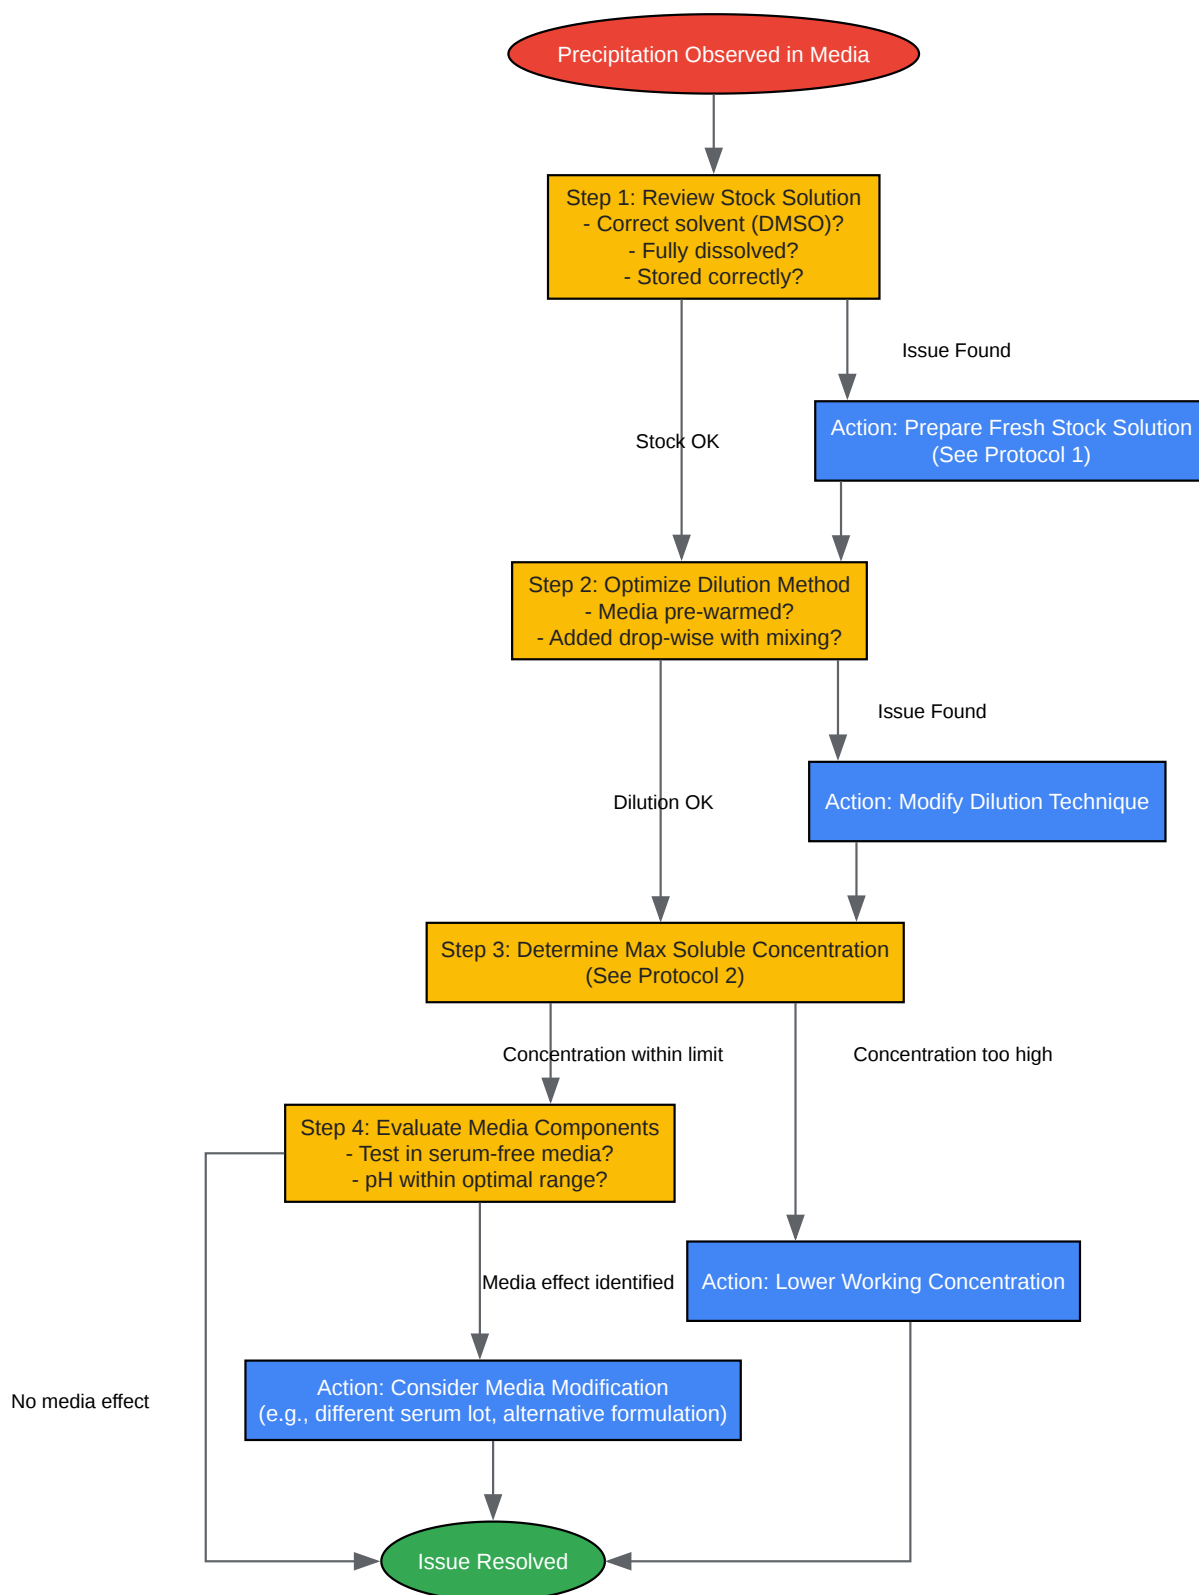 Precipitation Observed in Media
Step 1: Review Stock Solution
- Correct solvent (DMSO)?
- Fully dissolved?
- Stored correctly?
Issue Found
Action: Prepare Fresh Stock Solution
(See Protocol 1)
Stock OK
Step 2: Optimize Dilution Method
- Media pre-warmed?
- Added drop-wise with mixing?
Issue Found
Action: Modify Dilution Technique
Dilution OK
Step 3: Determine Max Soluble Concentration
(See Protocol 2)
Concentration within limit
Concentration too high
Step 4: Evaluate Media Components
- Test in serum-free media?
- pH within optimal range?
Media effect identified
Action: Lower Working Concentration
Action: Consider Media Modification
(e.g., different serum lot, alternative formulation)
No media effect
Issue Resolved